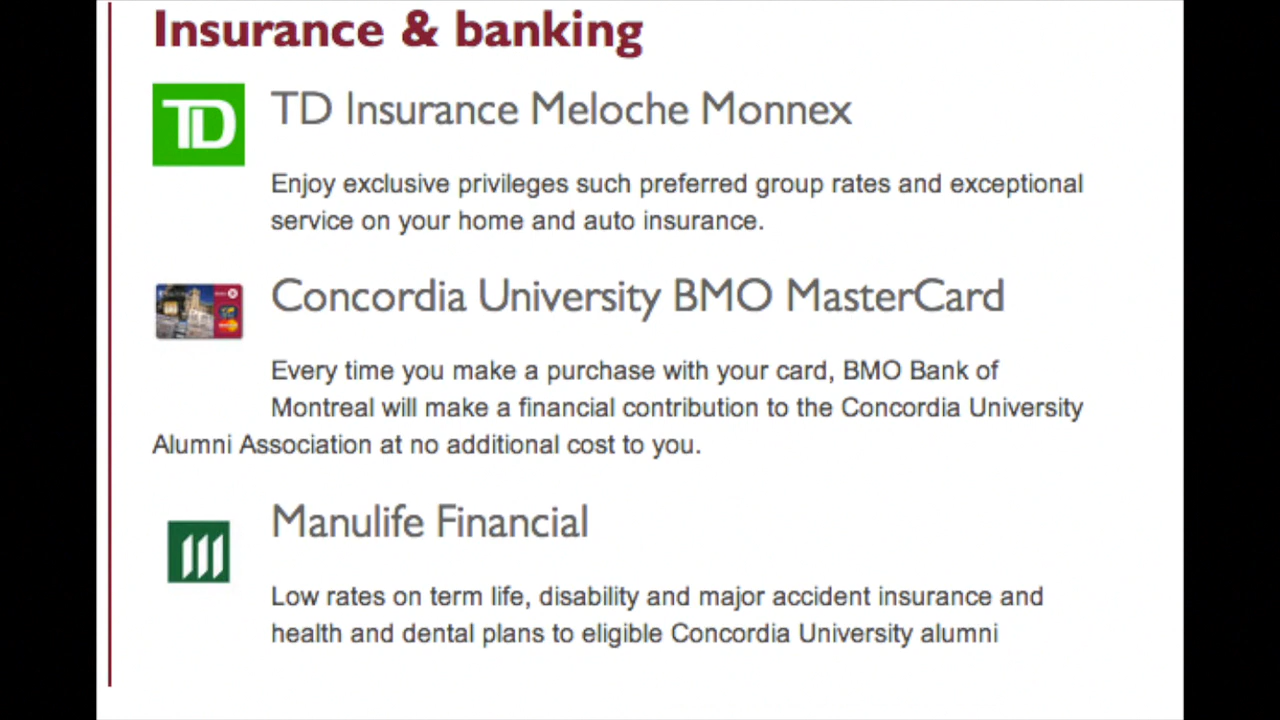 Insurance & banking
TD
TD Insurance Meloche Monnex
Enjoy exclusive privileges such preferred group rates and exceptional
service on your home and auto insurance.
Concordia University BMO MasterCard
Every time you make a purchase with your card, BMO Bank of
Montreal will make a financial contribution to the Concordia University
Alumni Association at no additional cost to you.
Manulife Financial
Low rates on term life, disability and major accident insurance and
health and dental plans to eligible Concordia University alumni